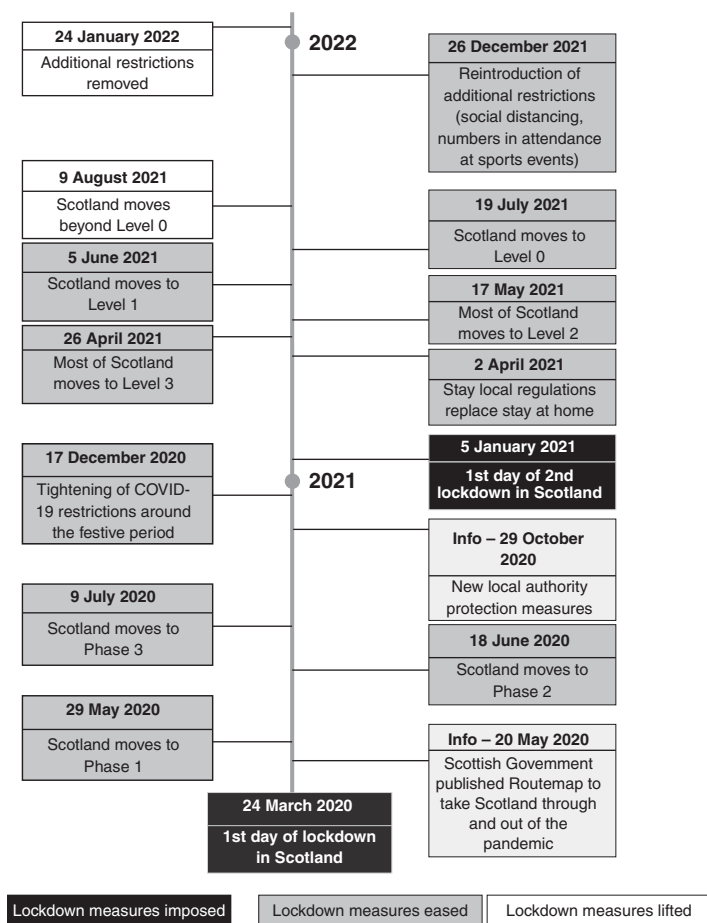 24 January 2022
Additional restrictions
removed
2022
26 December 2021
Reintroduction of
additional restrictions
(social distancing,
numbers in attendance
at sports events)
9 August 2021
Scotland moves
beyond Level 0
19 July 2021
Scotland moves to
Level 0
5 June 2021
Scotland moves to
Level 1
17 May 2021
Most of Scotland
moves to Level 2
26 April 2021
Most of Scotland
moves to Level 3
2 April 2021
Stay local regulations
replace stay at home
5 January 2021
1st day of 2nd
lockdown in Scotland
17 December 2020
Tightening of COVID-
19 restrictions around
the festive period
2021
Info – 29 October
2020
New local authority
protection measures
9 July 2020
Scotland moves to
Phase 3
18 June 2020
Scotland moves to
Phase 2
29 May 2020
Scotland moves to
Phase 1
Info – 20 May 2020
Scottish Government
published Routemap to
take Scotland through
and out of the
pandemic
24 March 2020
1st day of lockdown
in Scotland
Lockdown measures imposed
Lockdown measures eased
Lockdown measures lifted